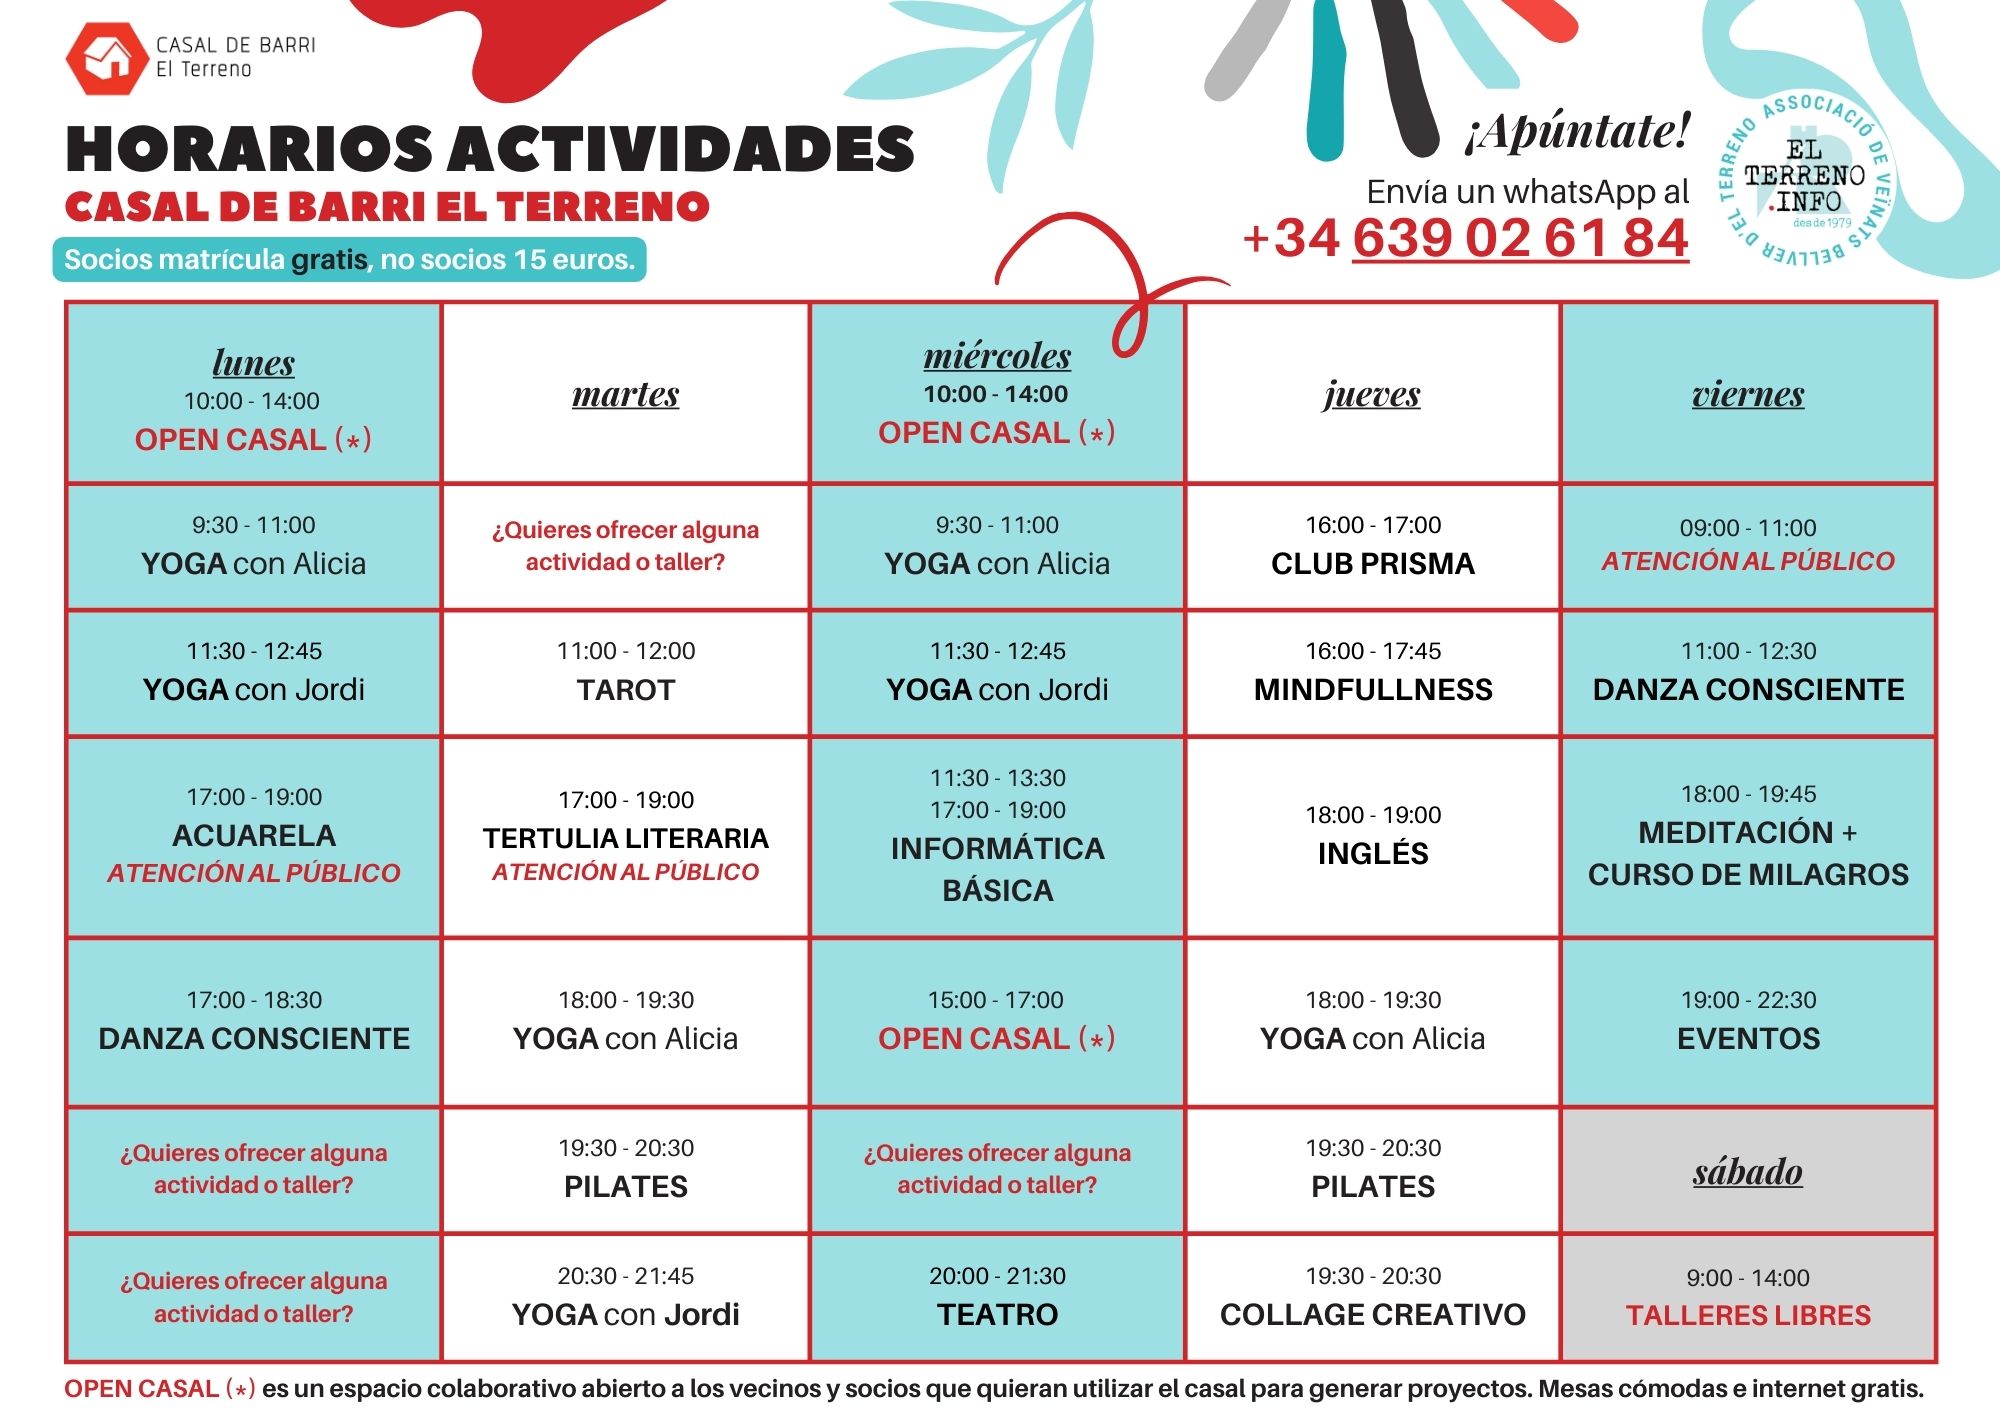 CASAL DE BARRI
El Terreno
HORARIOS ACTIVIDADES
CASAL DE BARRI EL TERRENO
Socios matrícula gratis, no socios 15 euros.
¡Apúntate!
Envía un whatsApp al
+34 639 02 61 84
ASSOCIACIÓ DE VEÏNATS BELLVER D'EL TERRENO
EL
TERRENO
.INFO
desde 1979
lunes
10:00 - 14:00
OPEN CASAL (*)
martes
miércoles
10:00 - 14:00
OPEN CASAL (*)
jueves
viernes
9:30 - 11:00
YOGA con Alicia
¿Quieres ofrecer alguna
actividad o taller?
9:30 - 11:00
YOGA con Alicia
16:00 - 17:00
CLUB PRISMA
09:00 - 11:00
ATENCIÓN AL PÚBLICO
11:30 - 12:45
YOGA con Jordi
11:00 - 12:00
TAROT
11:30 - 12:45
YOGA con Jordi
16:00 - 17:45
MINDFULLNESS
11:00 - 12:30
DANZA CONSCIENTE
17:00 - 19:00
ACUARELA
ATENCIÓN AL PÚBLICO
17:00 - 19:00
TERTULIA LITERARIA
ATENCIÓN AL PÚBLICO
11:30 - 13:30
17:00 - 19:00
INFORMÁTICA
BÁSICA
18:00 - 19:00
INGLÉS
18:00 - 19:45
MEDITACIÓN +
CURSO DE MILAGROS
17:00 - 18:30
DANZA CONSCIENTE
18:00 - 19:30
YOGA con Alicia
15:00 - 17:00
OPEN CASAL (*)
18:00 - 19:30
YOGA con Alicia
19:00 - 22:30
EVENTOS
¿Quieres ofrecer alguna
actividad o taller?
19:30 - 20:30
PILATES
¿Quieres ofrecer alguna
actividad o taller?
19:30 - 20:30
PILATES
sábado
¿Quieres ofrecer alguna
actividad o taller?
20:30 - 21:45
YOGA con Jordi
20:00 - 21:30
TEATRO
19:30 - 20:30
COLLAGE CREATIVO
9:00 - 14:00
TALLERES LIBRES
OPEN CASAL (*) es un espacio colaborativo abierto a los vecinos y socios que quieran utilizar el casal para generar proyectos. Mesas cómodas e internet gratis.